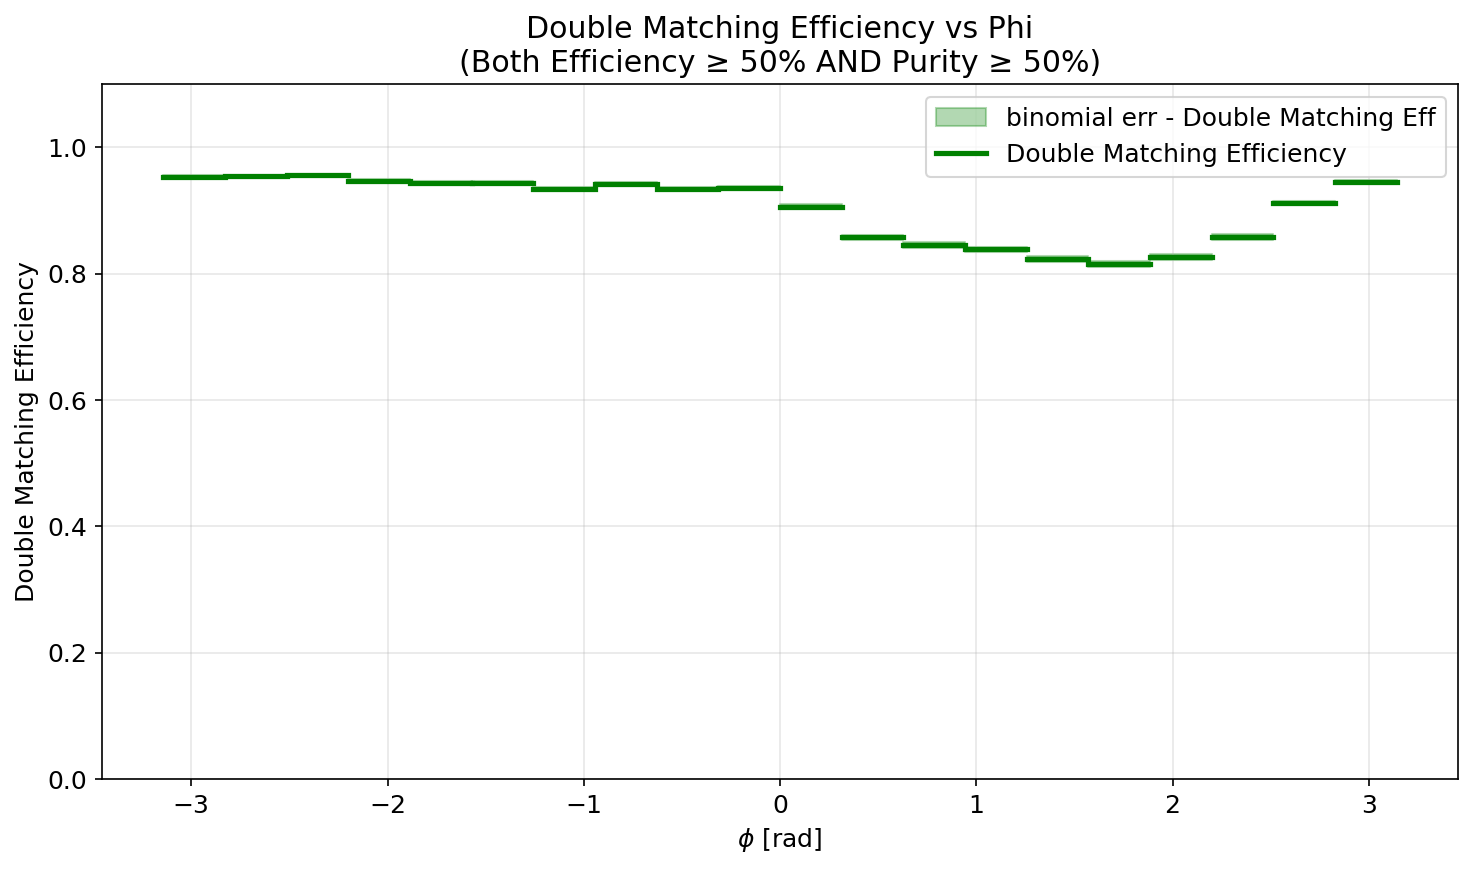 Double Matching Efficiency vs Phi
(Both Efficiency ≥ 50% AND Purity ≥ 50%)
binomial err - Double Matching Eff
Double Matching Efficiency
Double Matching Efficiency
1.0
0.8
0.6
0.4
0.2
0.0
−3
−2
−1
0
1
2
3
ϕ [rad]